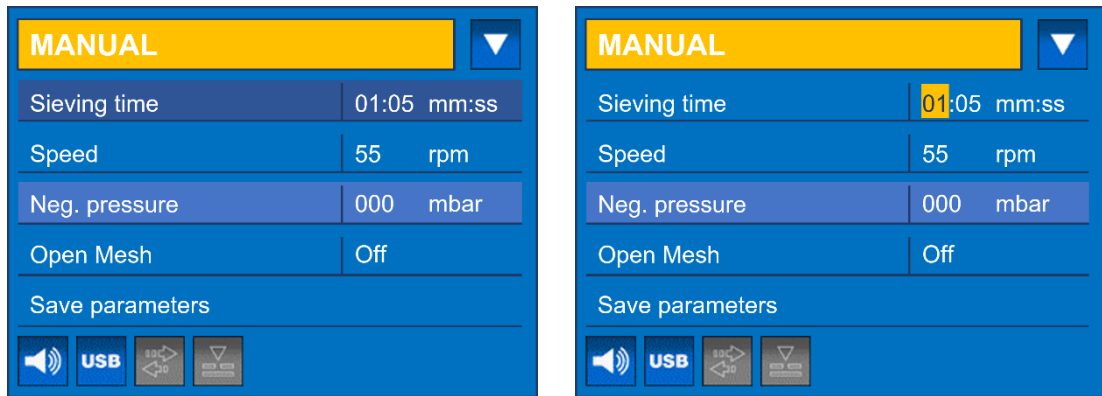 MANUAL
Sieving time 01:05 mm:ss
Speed 55 rpm
Neg. pressure 000 mbar
Open Mesh Off
Save parameters
USB
MANUAL
Sieving time 01:05 mm:ss
Speed 55 rpm
Neg. pressure 000 mbar
Open Mesh Off
Save parameters
USB